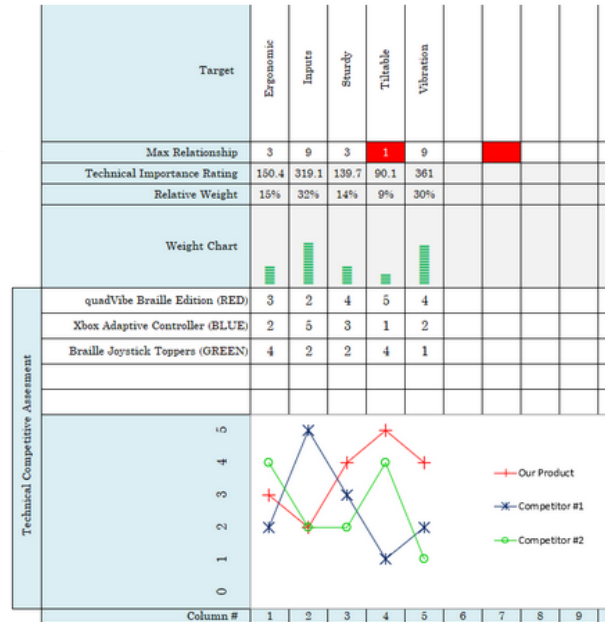 Target Ergonomic Inputs Sturdy Tiltable Vibration
Max Relationship 3 9 3 1 9
Technical Importance Rating 150.4 319.1 139.7 90.1 361
Relative Weight 15% 32% 14% 9% 30%
Weight Chart
Technical Competitive Assesment
quadVibe Braille Edition (RED) 3 2 4 5 4
Xbox Adaptive Controller (BLUE) 2 5 3 1 2
Braille Joystick Toppers (GREEN) 4 2 2 4 1
5
4
3
2
1
0
Our Product
Competitor #1
Competitor #2
Column # 1 2 3 4 5 6 7 8 9